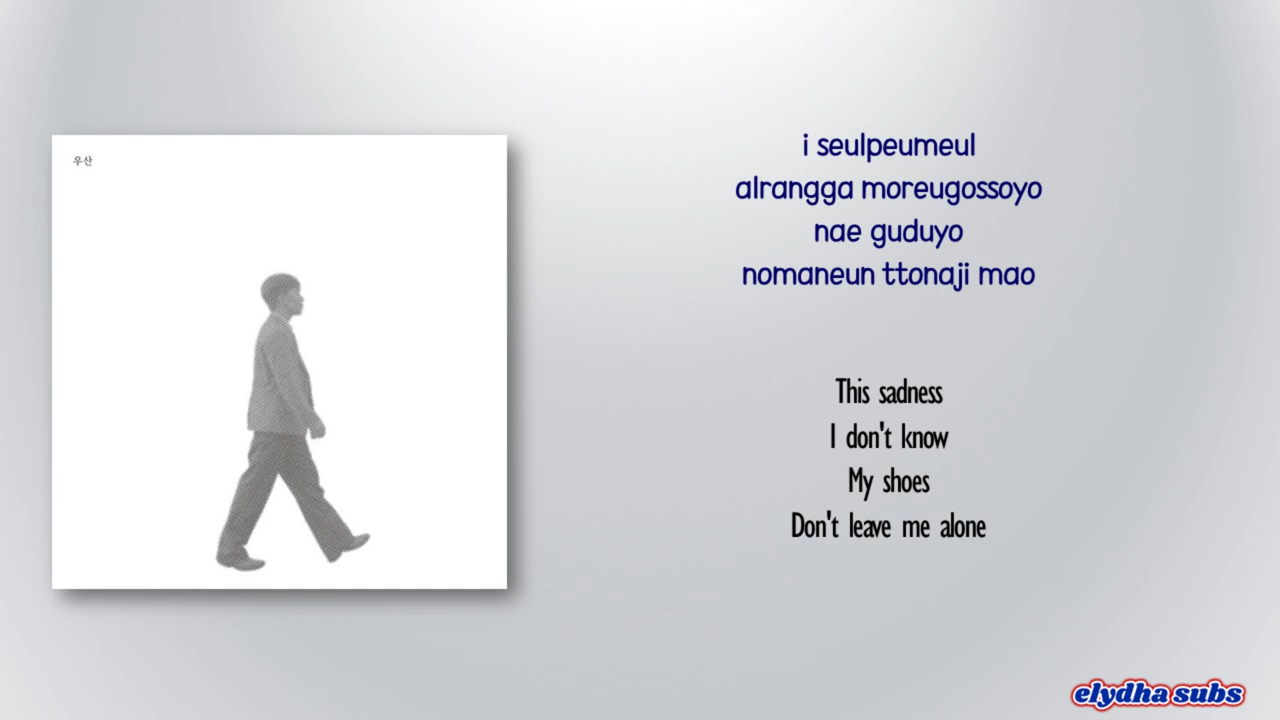 우산
i seulpeumeul
alrangga moreugossoyo
nae guduyo
nomaneun ttonaji mao
This sadness
I don't know
My shoes
Don't leave me alone
elydha subs